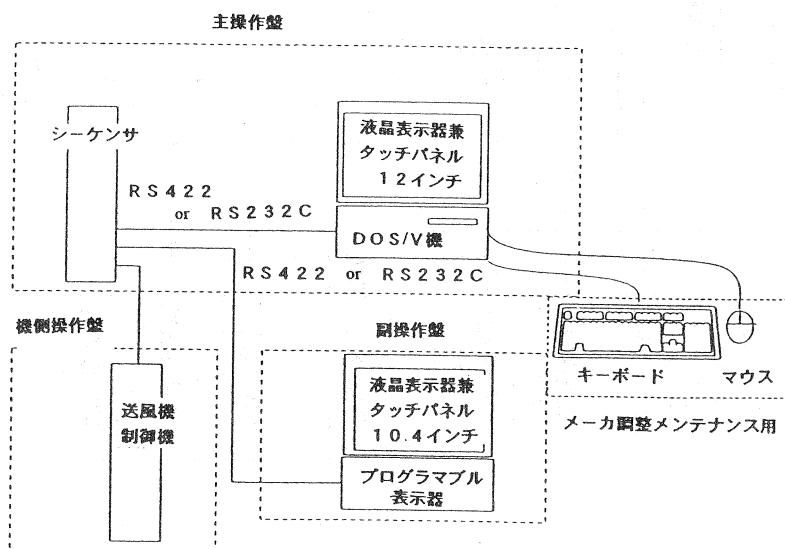 主操作盤
シーケンサ
液晶表示器兼
タッチパネル
12インチ
RS422
or RS232C
DOS/V機
RS422 or RS232C
機側操作盤
副操作盤
キーボード
マウス
送風機
制御機
液晶表示器兼
タッチパネル
10.4インチ
メーカ調整メンテナンス用
プログラマブル
表示器